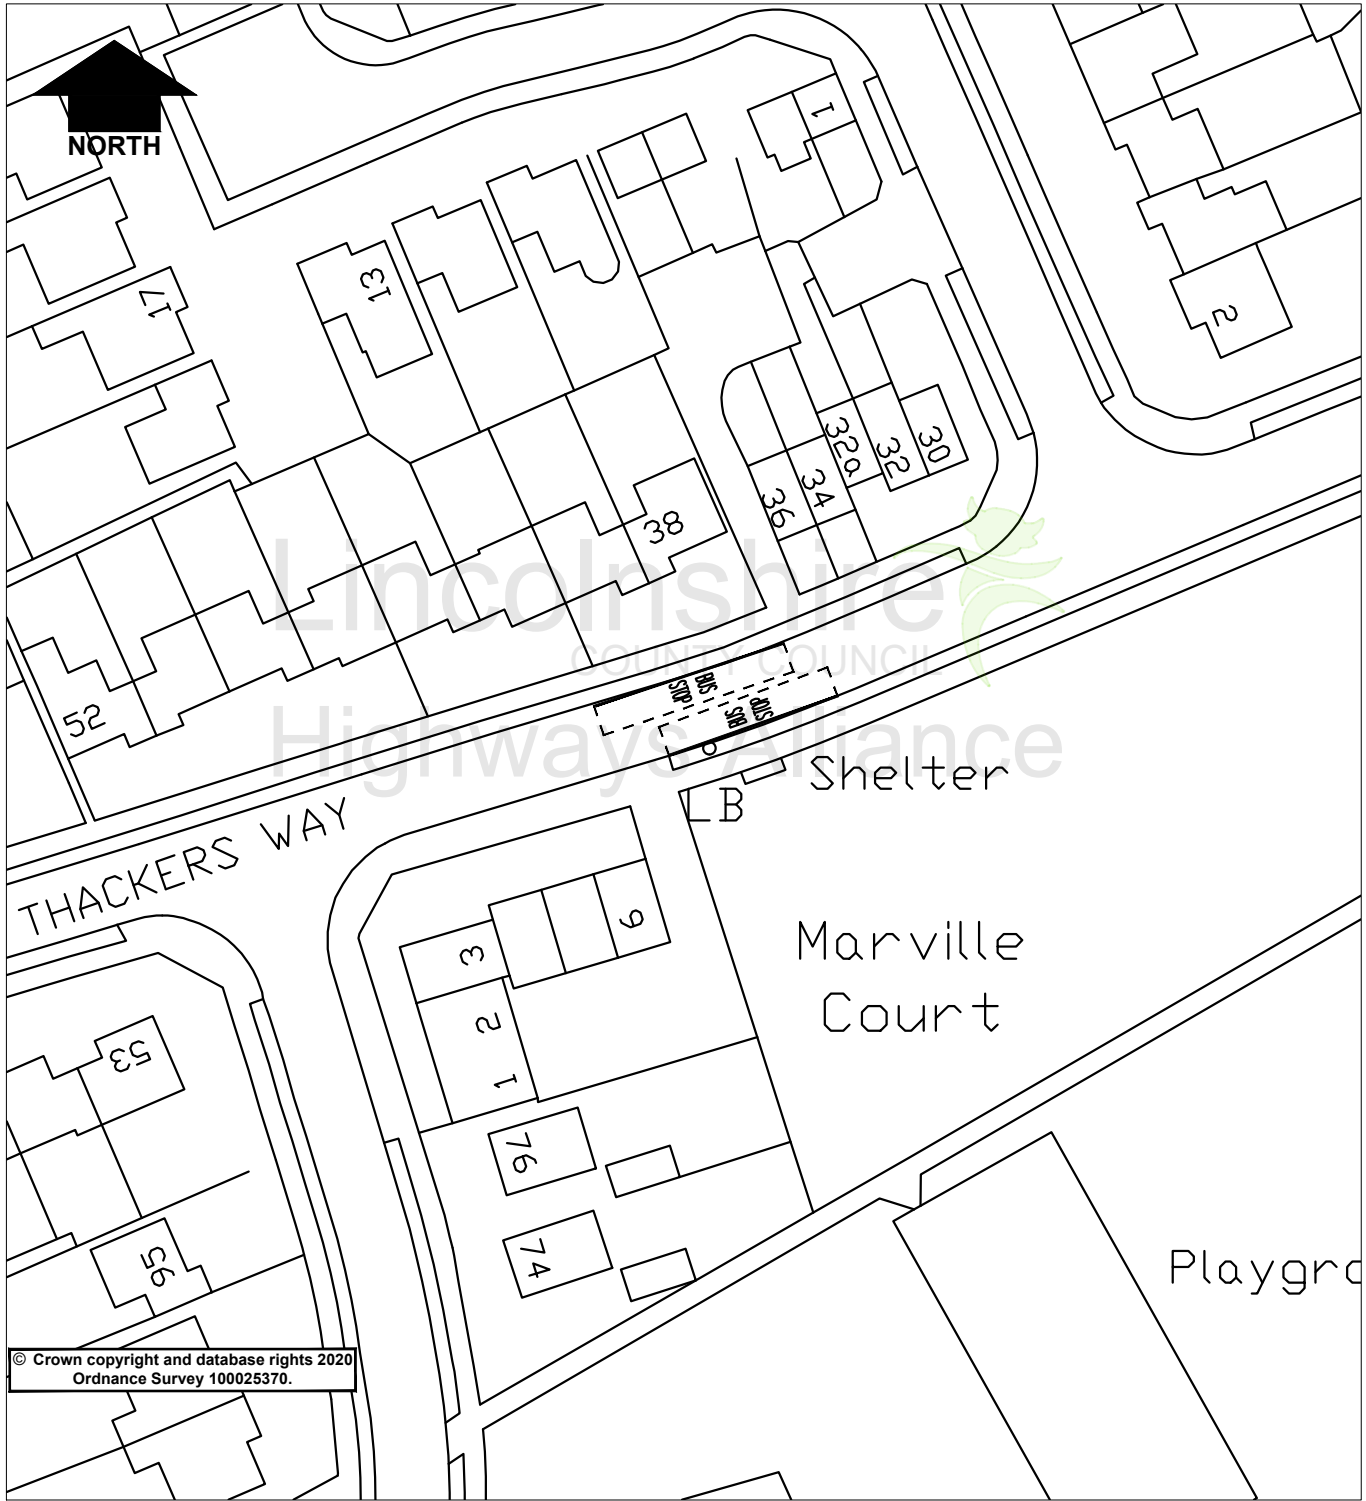 NORTH
1
13
17
2
32a
32
30
36
34
38
Lincolnshire
COUNTY COUNCIL
Highways Alliance
52
BUS
STOP
BUS
STOP
Shelter
LB
THACKERS WAY
3
6
Marville
Court
2
1
53
76
74
56
Playgro
© Crown copyright and database rights 2020
Ordnance Survey 100025370.